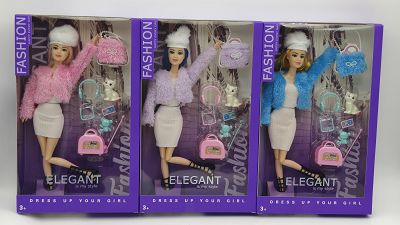 FASHION
ELEGANT
is my style
Fashion
DRESS UP YOUR GIRL
3+
FASHION
ELEGANT
is my style
Fashion
DRESS UP YOUR GIRL
3+
FASHION
ELEGANT
is my style
Fashion
DRESS UP YOUR GIRL
3+